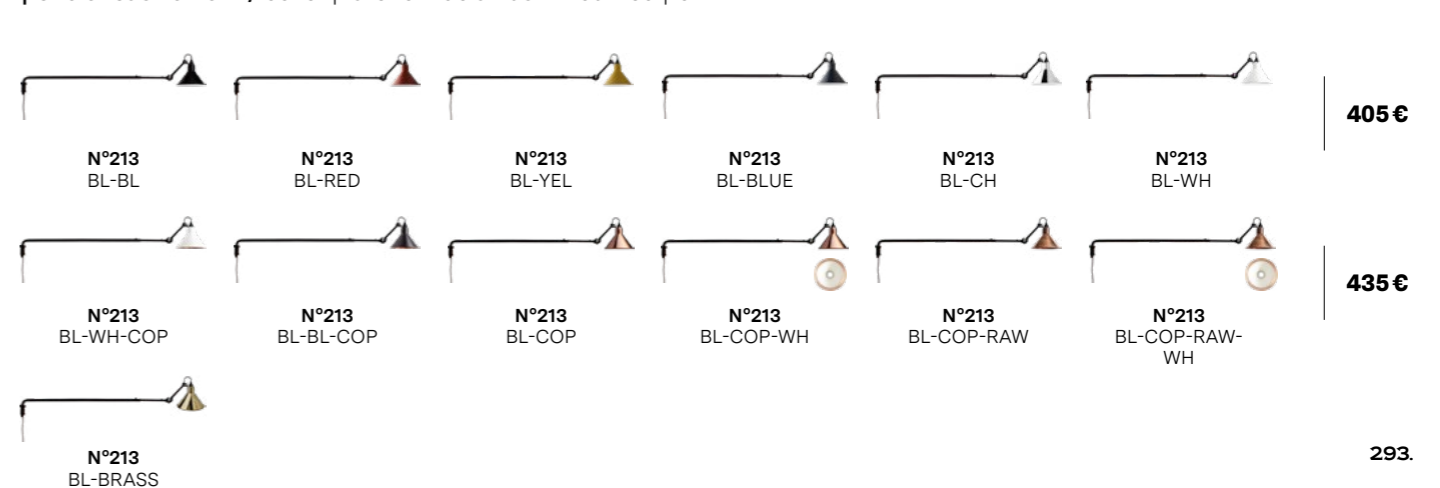 N°213 N°213 N°213 N°213 N°213 N°213
BL-BL BL-RED BL-YEL BL-BLUE BL-CH BL-WH
405 €
N°213 N°213 N°213 N°213 N°213 N°213
BL-WH-COP BL-BL-COP BL-COP BL-COP-WH BL-COP-RAW BL-COP-RAW-
WH
435 €
N°213
BL-BRASS
293.